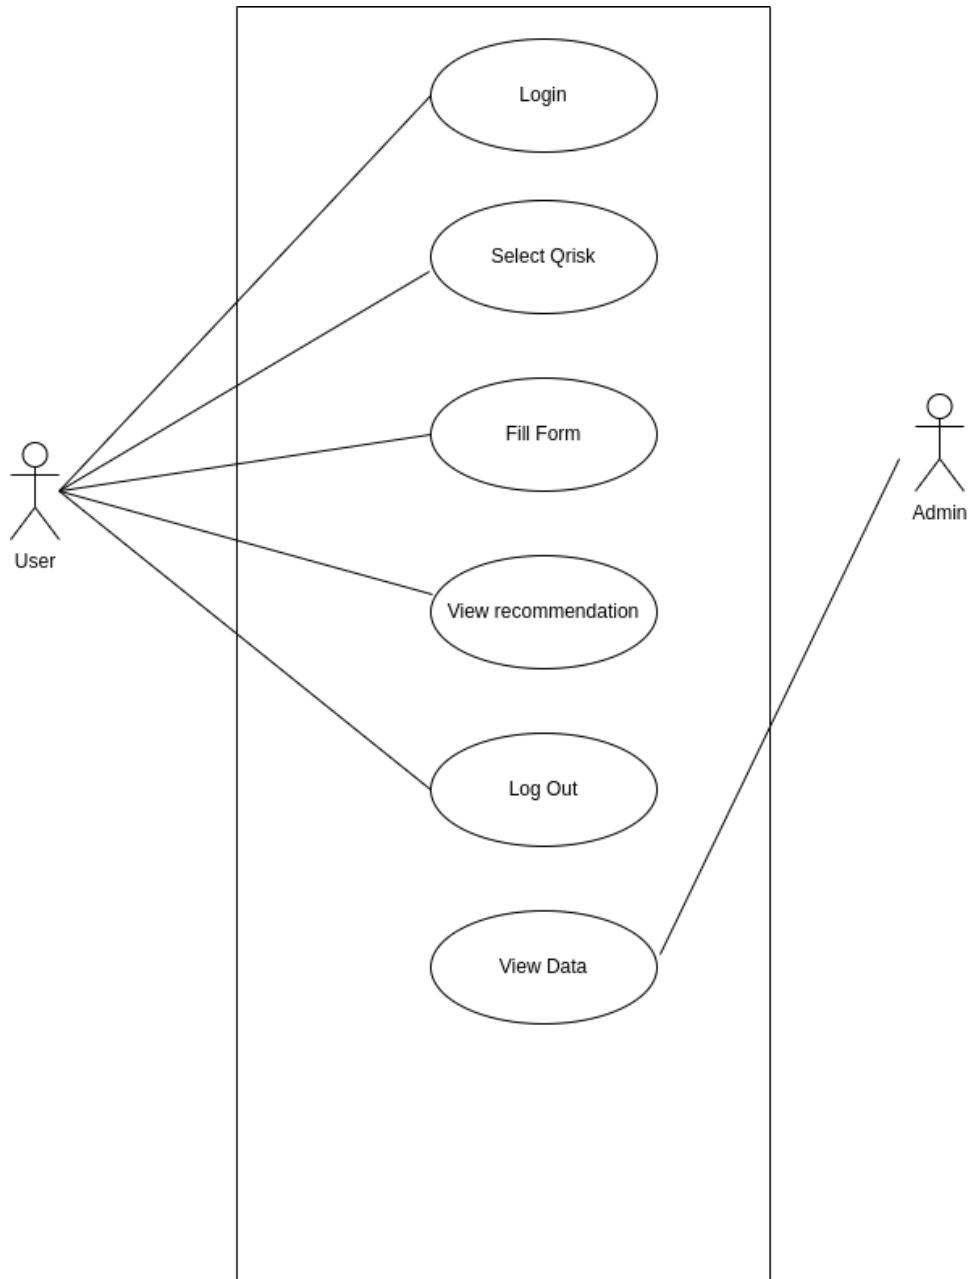 Login
Select Qrisk
Fill Form
User
Admin
View recommendation
Log Out
View Data